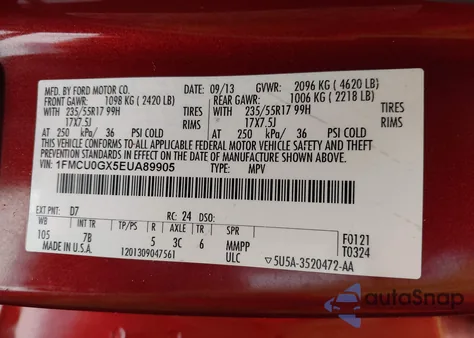 MFD. BY FORD MOTOR CO.
DATE: 09/13 GVWR: 2096 KG ( 4620 LB)
FRONT GAWR: 1098 KG ( 2420 LB) REAR GAWR: 1006 KG ( 2218 LB)
WITH 235/55R17 99H TIRES WITH 235/55R17 99H TIRES
17X7.5J RIMS 17X7.5J RIMS
AT 250 kPa/ 36 PSI COLD AT 250 kPa/ 36 PSI COLD
THIS VEHICLE CONFORMS TO ALL APPLICABLE FEDERAL MOTOR VEHICLE SAFETY AND THEFT PREVENTION STANDARDS IN EFFECT ON THE DATE OF MANUFACTURE SHOWN ABOVE.
VIN: 1FMCU0GX5EUA89905
TYPE: MPV
EXT PNT: D7 RC: 24 DSO:
WB INT TR TP/PS R AXLE TR SPR
105 7B 5 3C 6 MMPP F0121
MADE IN U.S.A. 1201309047561 ULC 5U5A-3520472-AA T0324
autoSnap